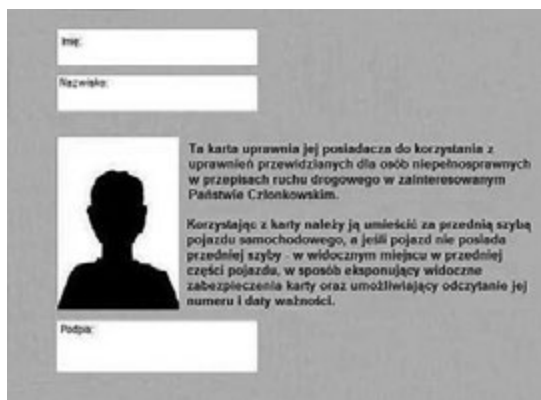 Imię:
Nazwisko:
Ta karta uprawnia jej posiadacza do korzystania z
uprawnień przewidzianych dla osób niepełnosprawnych
w przepisach ruchu drogowego w zainteresowanym
Państwie Członkowskim.
Korzystając z karty należy ją umieścić za przednią szybą
pojazdu samochodowego, a jeśli pojazd nie posiada
przedniej szyby - w widocznym miejscu w przedniej
części pojazdu, w sposób eksponujący widoczne
zabezpieczenia karty oraz umożliwiający odczytanie jej
numeru i daty ważności.
Podpis: